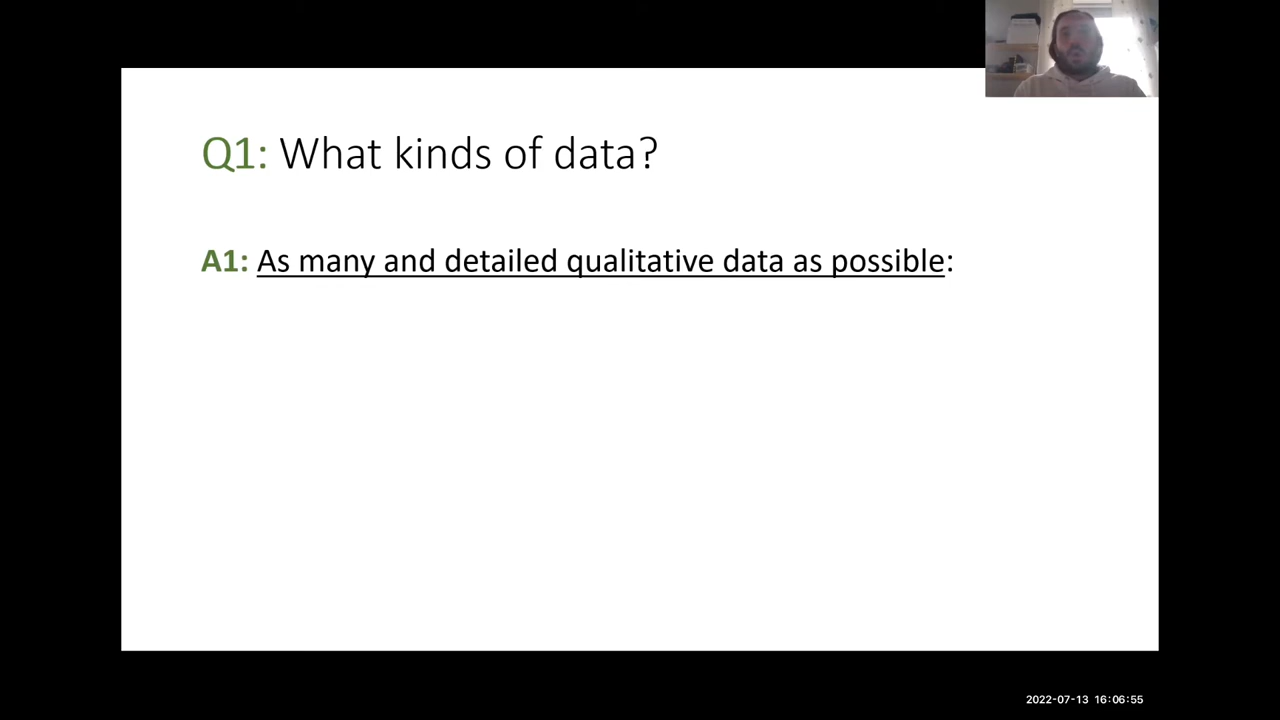 Q1: What kinds of data?
A1: As many and detailed qualitative data as possible:
2022-07-13 16:06:55